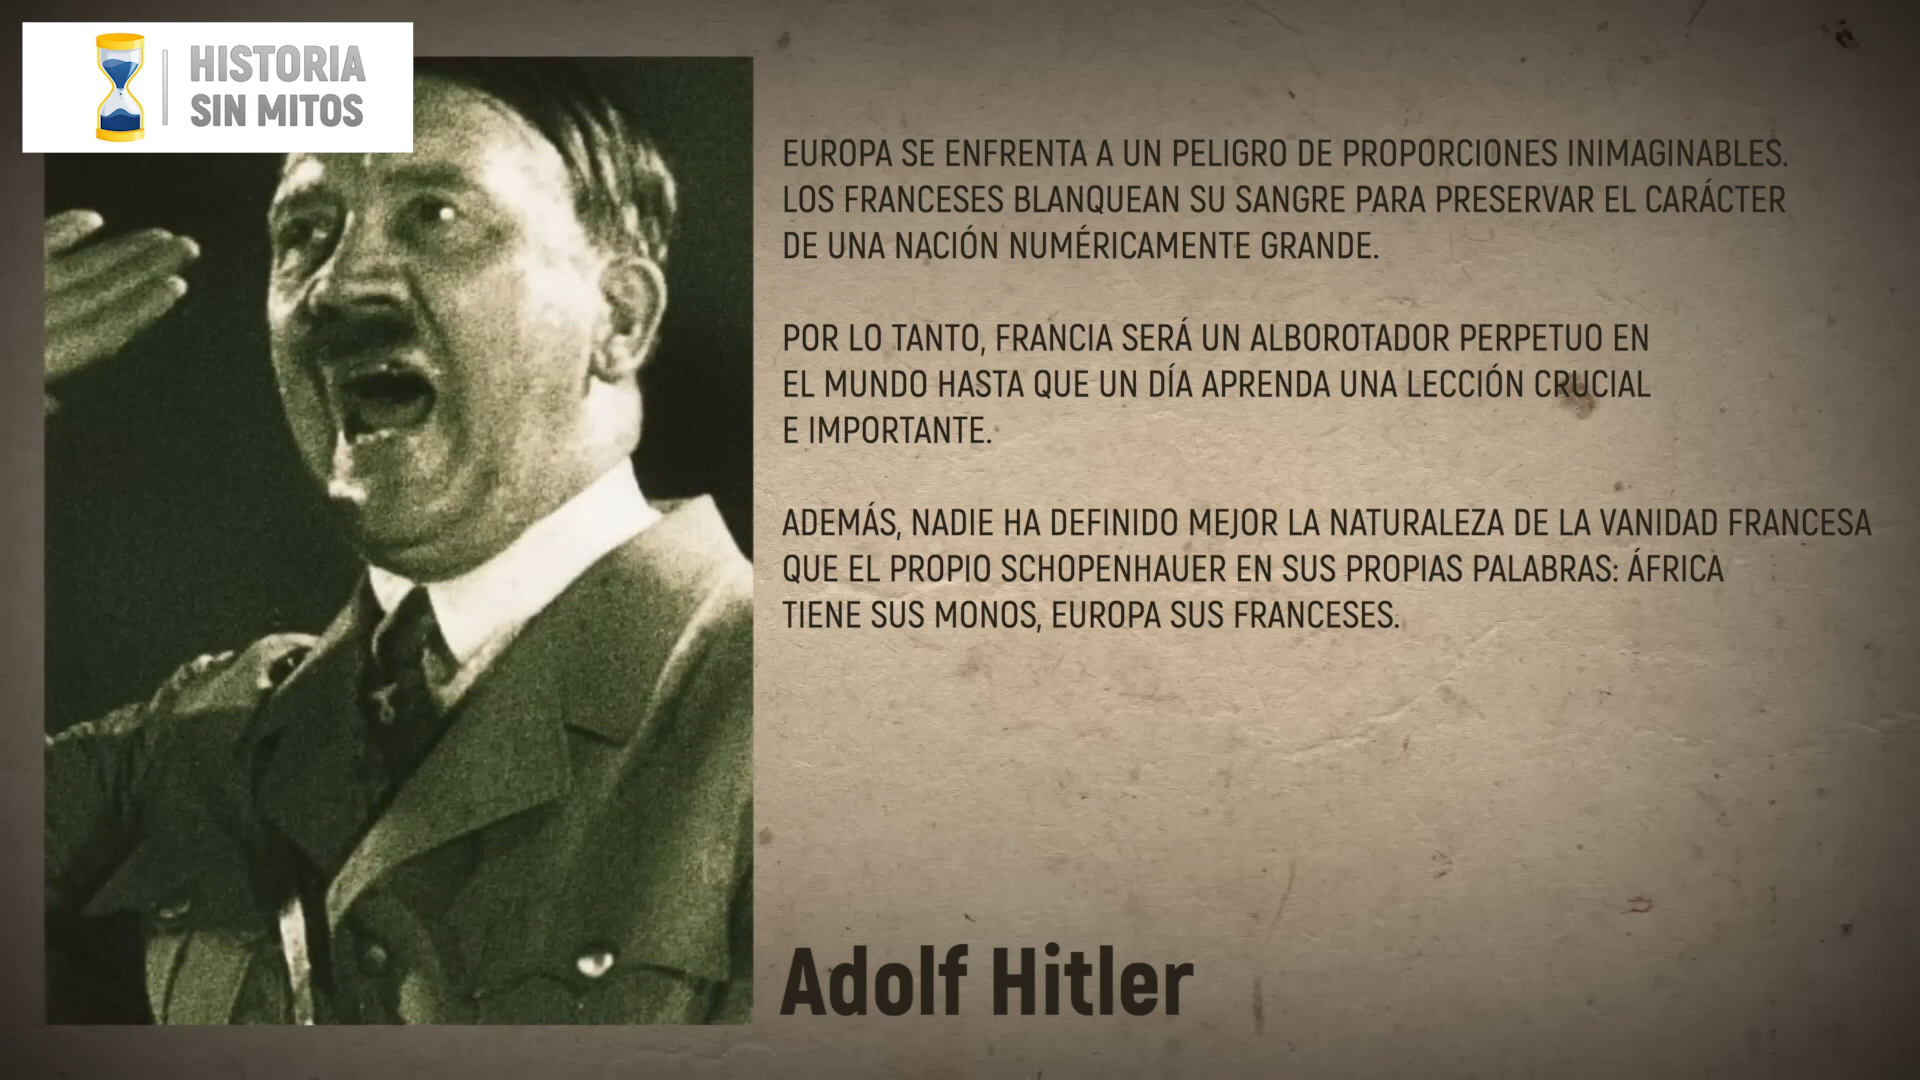 HISTORIA
SIN MITOS
EUROPA SE ENFRENTA A UN PELIGRO DE PROPORCIONES INIMAGINABLES.
LOS FRANCESES BLANQUEAN SU SANGRE PARA PRESERVAR EL CARÁCTER
DE UNA NACIÓN NUMÉRICAMENTE GRANDE.
POR LO TANTO, FRANCIA SERÁ UN ALBOROTADOR PERPETUO EN
EL MUNDO HASTA QUE UN DÍA APRENDA UNA LECCIÓN CRUCIAL
E IMPORTANTE.
ADEMÁS, NADIE HA DEFINIDO MEJOR LA NATURALEZA DE LA VANIDAD FRANCESA
QUE EL PROPIO SCHOPENHAUER EN SUS PROPIAS PALABRAS: ÁFRICA
TIENE SUS MONOS, EUROPA SUS FRANCESES.
Adolf Hitler